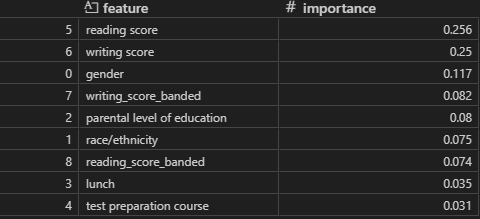 feature # importance
5 reading score 0.256
6 writing score 0.25
0 gender 0.117
7 writing_score_banded 0.082
2 parental level of education 0.08
1 race/ethnicity 0.075
8 reading_score_banded 0.074
3 lunch 0.035
4 test preparation course 0.031